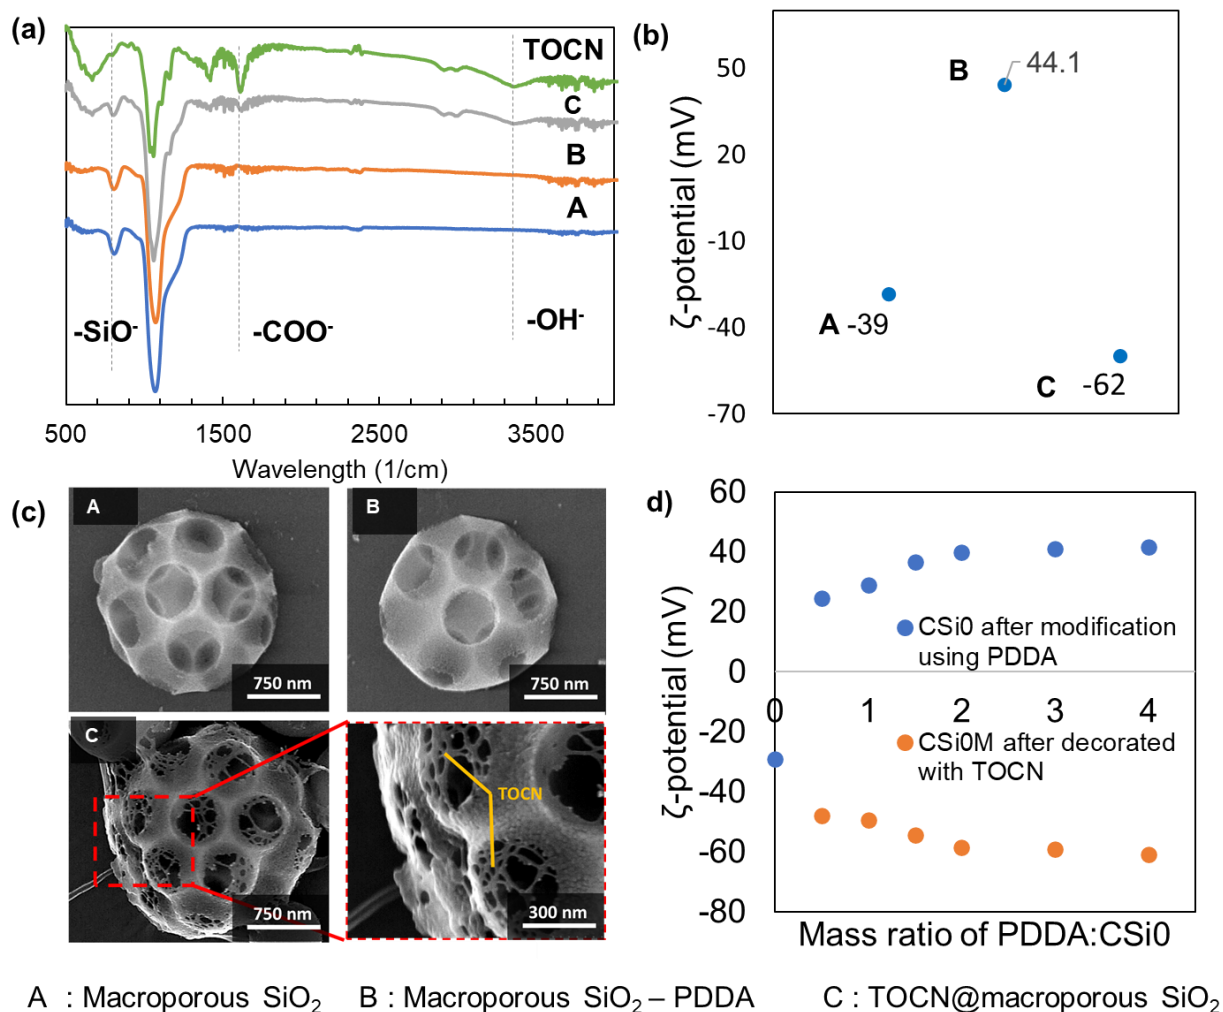 (a)
TOCN
C
B
A
-SiO-
-COO-
-OH-
500 1500 2500 3500
Wavelength (1/cm)
(b)
ζ-potential (mV)
50
20
-10
-40
-70
B 44.1
A -39
C -62
(c)
A
750 nm
B
750 nm
C
750 nm
TOCN
300 nm
d)
ζ-potential (mV)
60
40
20
0
-20
-40
-60
-80
0 1 2 3 4
CSi0 after modification
using PDDA
CSi0M after decorated
with TOCN
Mass ratio of PDDA:CSi0
A : Macroporous SiO2 B : Macroporous SiO2 – PDDA C : TOCN@macroporous SiO2